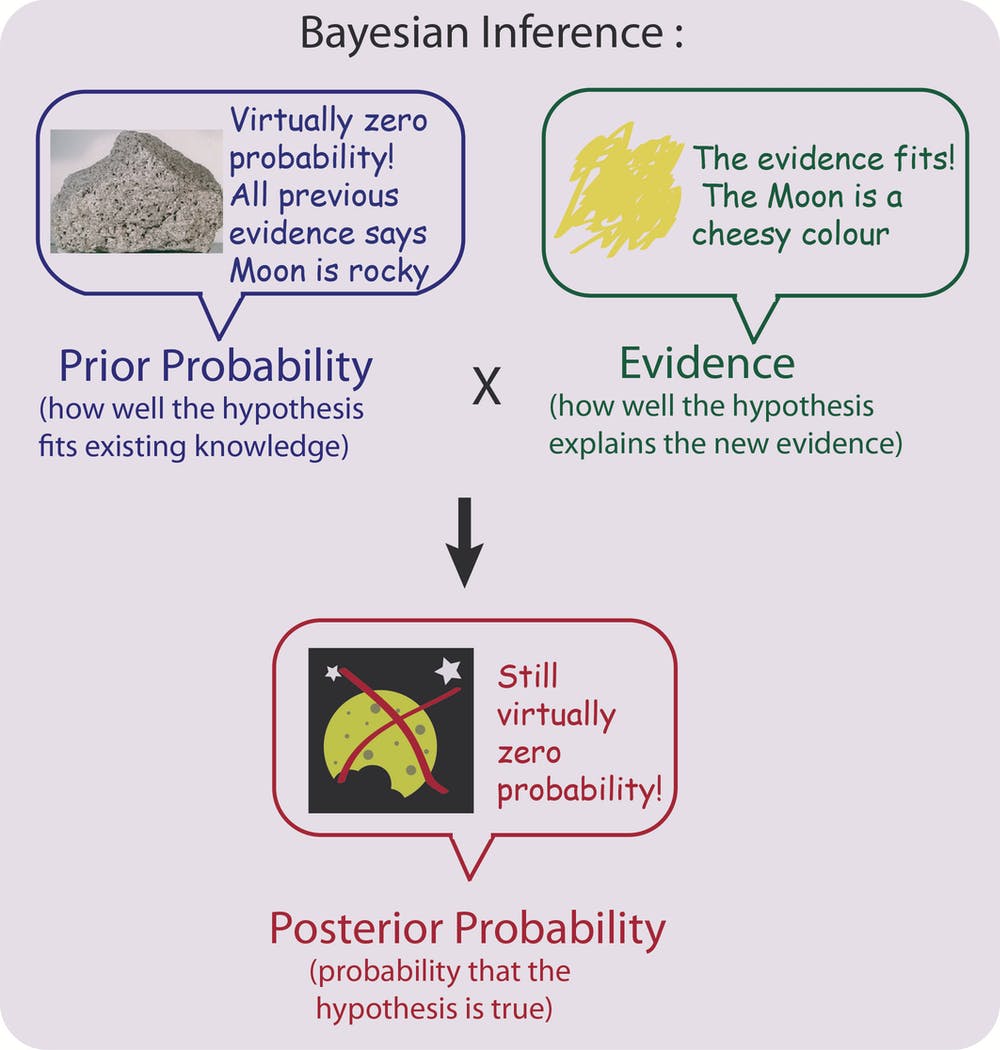 Bayesian Inference :
Virtually zero
probability!
All previous
evidence says
Moon is rocky
The evidence fits!
The Moon is a
cheesy colour
Prior Probability
(how well the hypothesis
fits existing knowledge)
X
Evidence
(how well the hypothesis
explains the new evidence)
Still
virtually
zero
probability!
Posterior Probability
(probability that the
hypothesis is true)